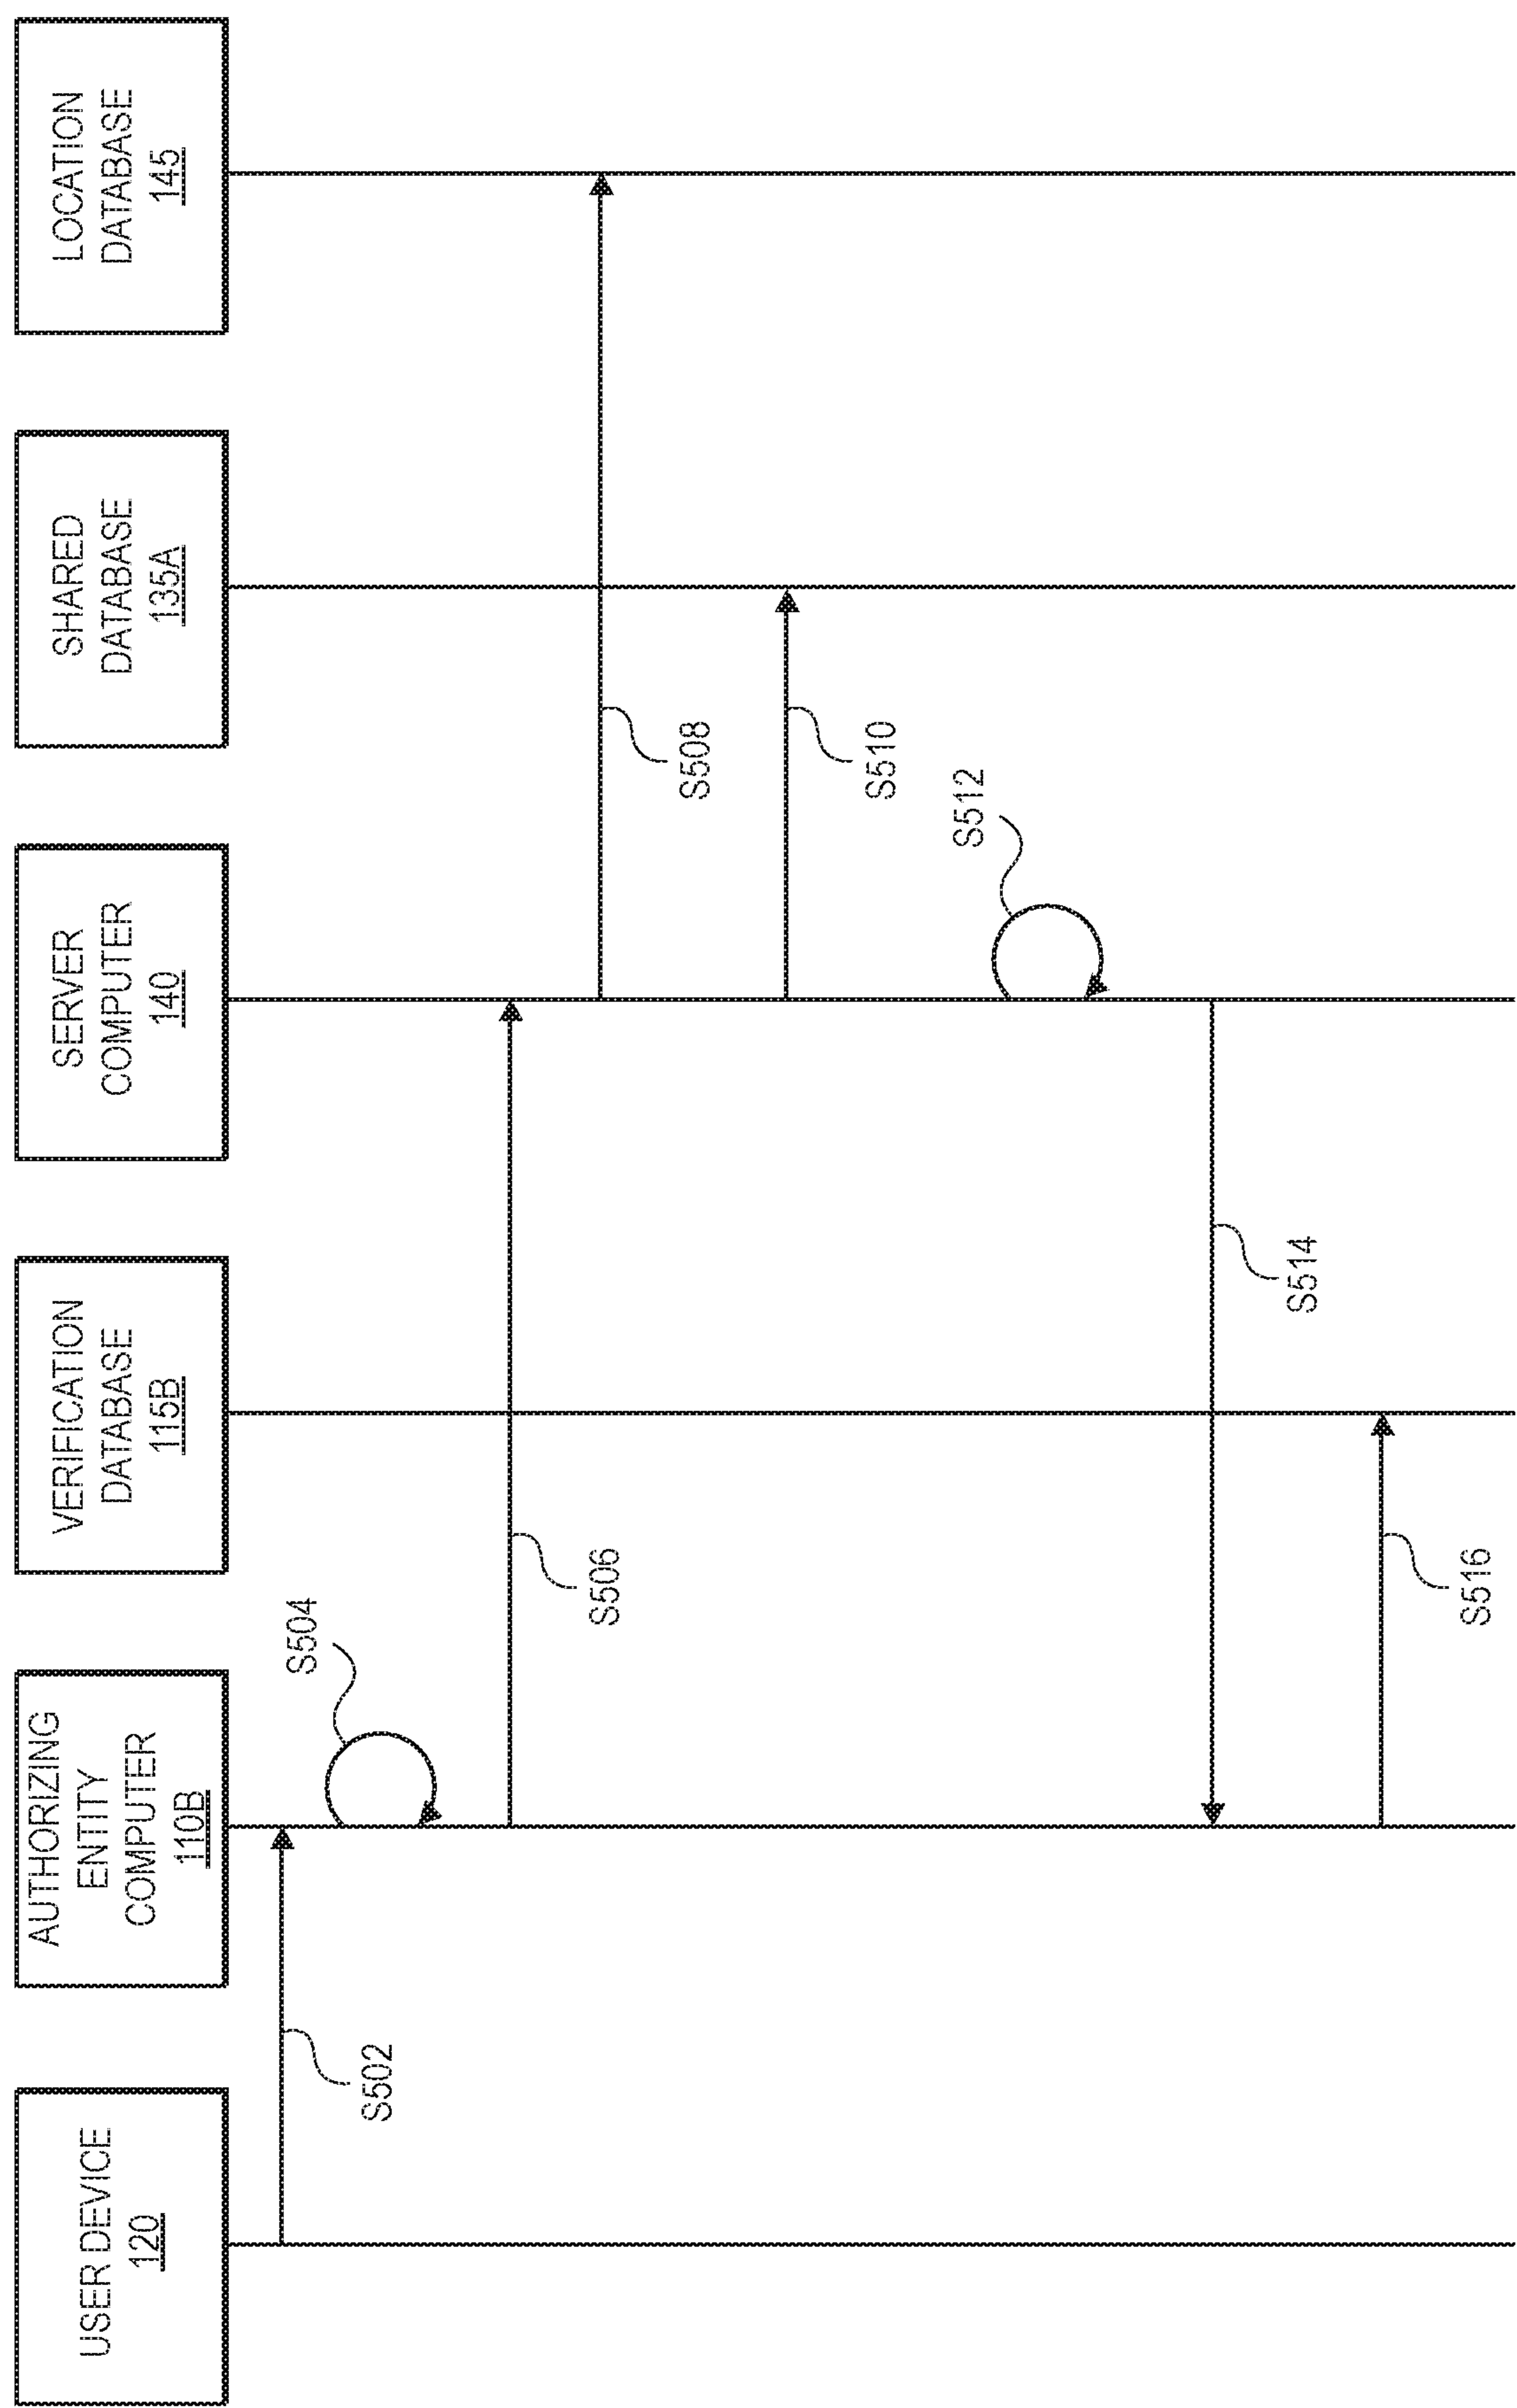 USER DEVICE
120
AUTHORIZING
ENTITY
COMPUTER
110B
VERIFICATION
DATABASE
115B
SERVER
COMPUTER
140
SHARED
DATABASE
135A
LOCATION
DATABASE
145
S502
S504
S506
S508
S510
S512
S514
S516